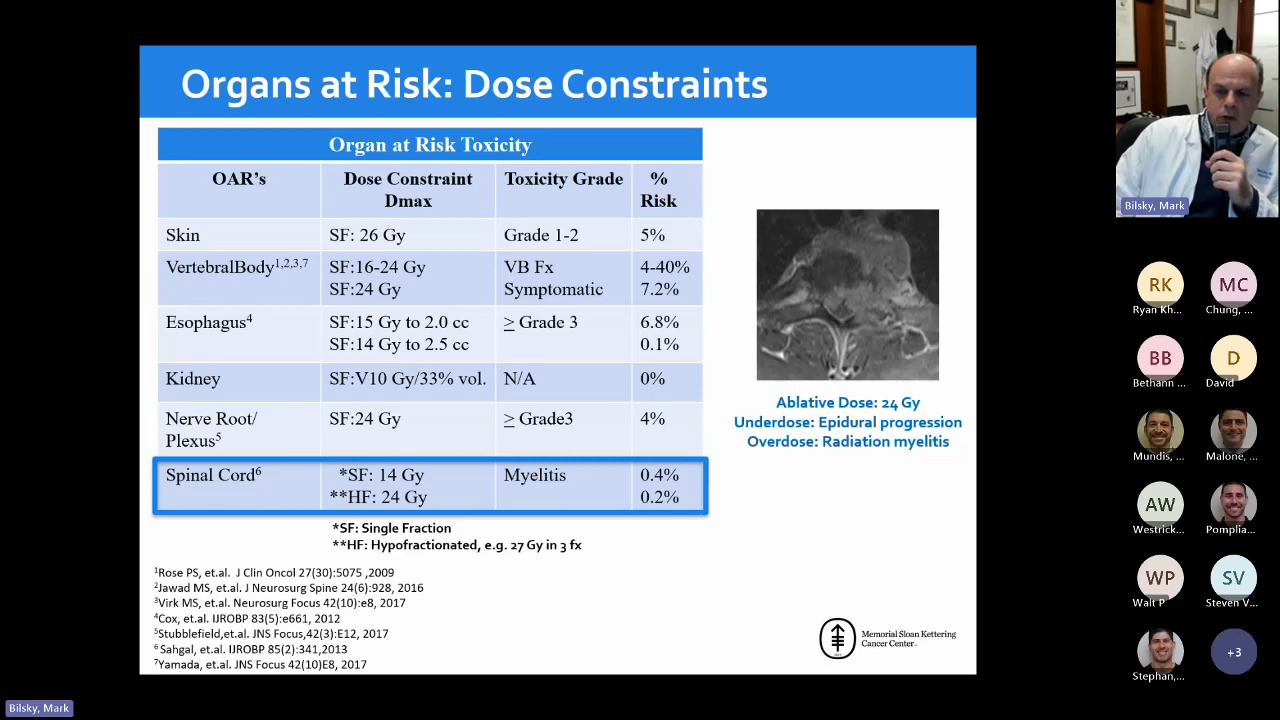 Organs at Risk: Dose Constraints
Organ at Risk Toxicity
OAR's Dose Constraint Dmax Toxicity Grade % Risk
Skin SF: 26 Gy Grade 1-2 5%
VertebralBody1,2,3,7 SF:16-24 Gy VB Fx 4-40%
SF:24 Gy Symptomatic 7.2%
Esophagus4 SF:15 Gy to 2.0 cc > Grade 3 6.8%
SF:14 Gy to 2.5 cc 0.1%
Kidney SF:V10 Gy/33% vol. N/A 0%
Nerve Root/ SF:24 Gy > Grade3 4%
Plexus5
Spinal Cord6 *SF: 14 Gy Myelitis 0.4%
**HF: 24 Gy 0.2%
*SF: Single Fraction
**HF: Hypofractionated, e.g. 27 Gy in 3 fx
Ablative Dose: 24 Gy
Underdose: Epidural progression
Overdose: Radiation myelitis
1Rose PS, et.al. J Clin Oncol 27(30):5075 ,2009
2Jawad MS, et.al. J Neurosurg Spine 24(6):928, 2016
3Virk MS, et.al. Neurosurg Focus 42(10):e8, 2017
4Cox, et.al. IJROBP 83(5):e661, 2012
5Stubblefield,et.al. JNS Focus,42(3):E12, 2017
6 Sahgal, et.al. IJROBP 85(2):341,2013
7Yamada, et.al. JNS Focus 42(10)E8, 2017
Memorial Sloan Kettering
Cancer Center
Bilsky, Mark
RK MC
Ryan Kh... Chung, ...
BB D
Bethann ... David
Mundis, ... Malone, ...
AW
Westrick... Pomplia...
WP SV
Walt P Steven V...
Stephan,... +3
Bilsky, Mark